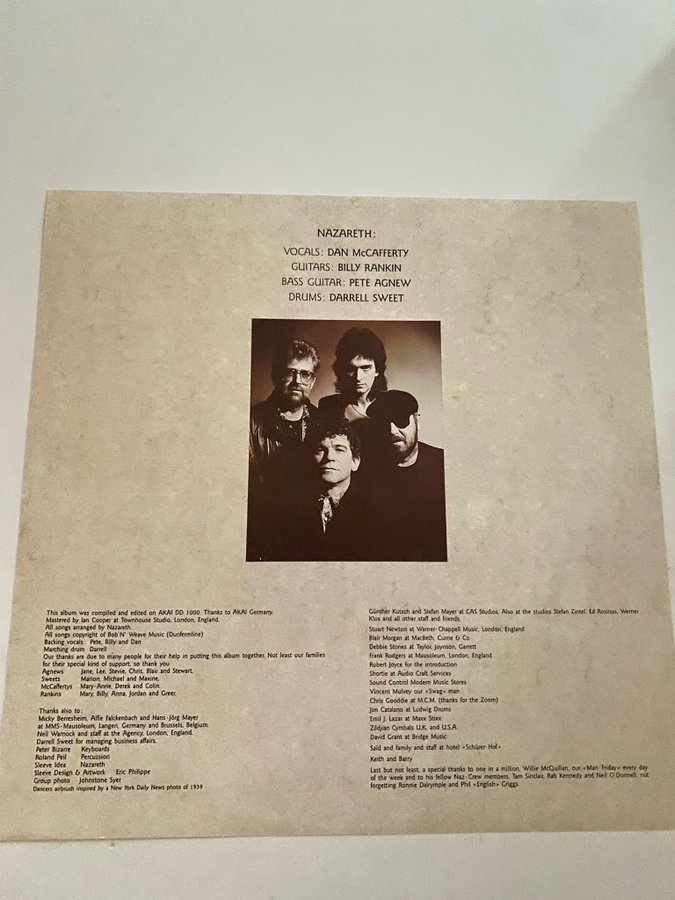 NAZARETH:
VOCALS: DAN McCAFFERTY
GUITARS: BILLY RANKIN
BASS GUITAR: PETE AGNEW
DRUMS: DARRELL SWEET
This album was compiled and edited on AKAI DD 1000. Thanks to AKAI Germany.
Mastered by Ian Cooper at Townhouse Studio, London, England.
All songs arranged by Nazareth.
All songs copyright of Bob'N' Weave Music (Dunfermline)
Backing vocals: Pete, Billy and Dan
Marching drum Darrell
Our thanks are due to many people for their help in putting this album together. Not least our families
for their special kind of support, so thank you
Agnews Jane, Lee, Stevie, Chris, Blair and Stewart.
Sweets Marion, Michael and Maxine.
McCaffertys Mary-Anne, Derek and Colin.
Rankins Mary, Billy, Anna, Jordan and Greer.
Thanks also to:
Micky Berresheim, Alfie Falckenbach and Hans-Jörg Mayer
at MMS-Mausoleum, Langen, Germany and Brussels, Belgium.
Neil Warnock and staff at the Agency, London, England.
Darrell Sweet for managing business affairs.
Peter Bizarre Keyboards
Roland Peil Percussion
Sleeve Idea Nazareth
Sleeve Design & Artwork Eric Philippe
Group photo Johnstone Syer
Dancers airbrush inspired by a New York Daily News photo of 1939
Günther Kutsch and Stefan Mayer at CAS Studios. Also at the studios Stefan Zintel, Ed Rosinus, Werner
Klos and all other staff and friends.
Stuart Newton at Warner-Chappell Music, London, England
Blair Morgan at MacBeth, Currie & Co.
Debbie Stones at Taylor, Joynson, Garrett
Frank Rodgers at Mausoleum, London, England.
Robert Joyce for the introduction
Shortie at Audio Craft Services
Sound Control Modern Music Stores
Vincent Mulvey our «Swag» man
Chris Gooddie at M.C.M. (thanks for the Zoom)
Jim Catalano at Ludwig Drums
Emil J. Lazar at Maxx Stixx
Zildjian Cymbals U.K. and U.S.A.
David Grant at Bridge Music
Saïd and family and staff at hotel «Schützen-Hof»
Keith and Barry
Last but not least, a special thanks to one in a million, Willie McQuillan, our «Man-Friday» every day
of the week and to his fellow Naz-Crew members, Tam Sinclair, Rab Kennedy and Neil O'Donnell, not
forgetting Ronnie Dalrymple and Phil «English» Griggs.